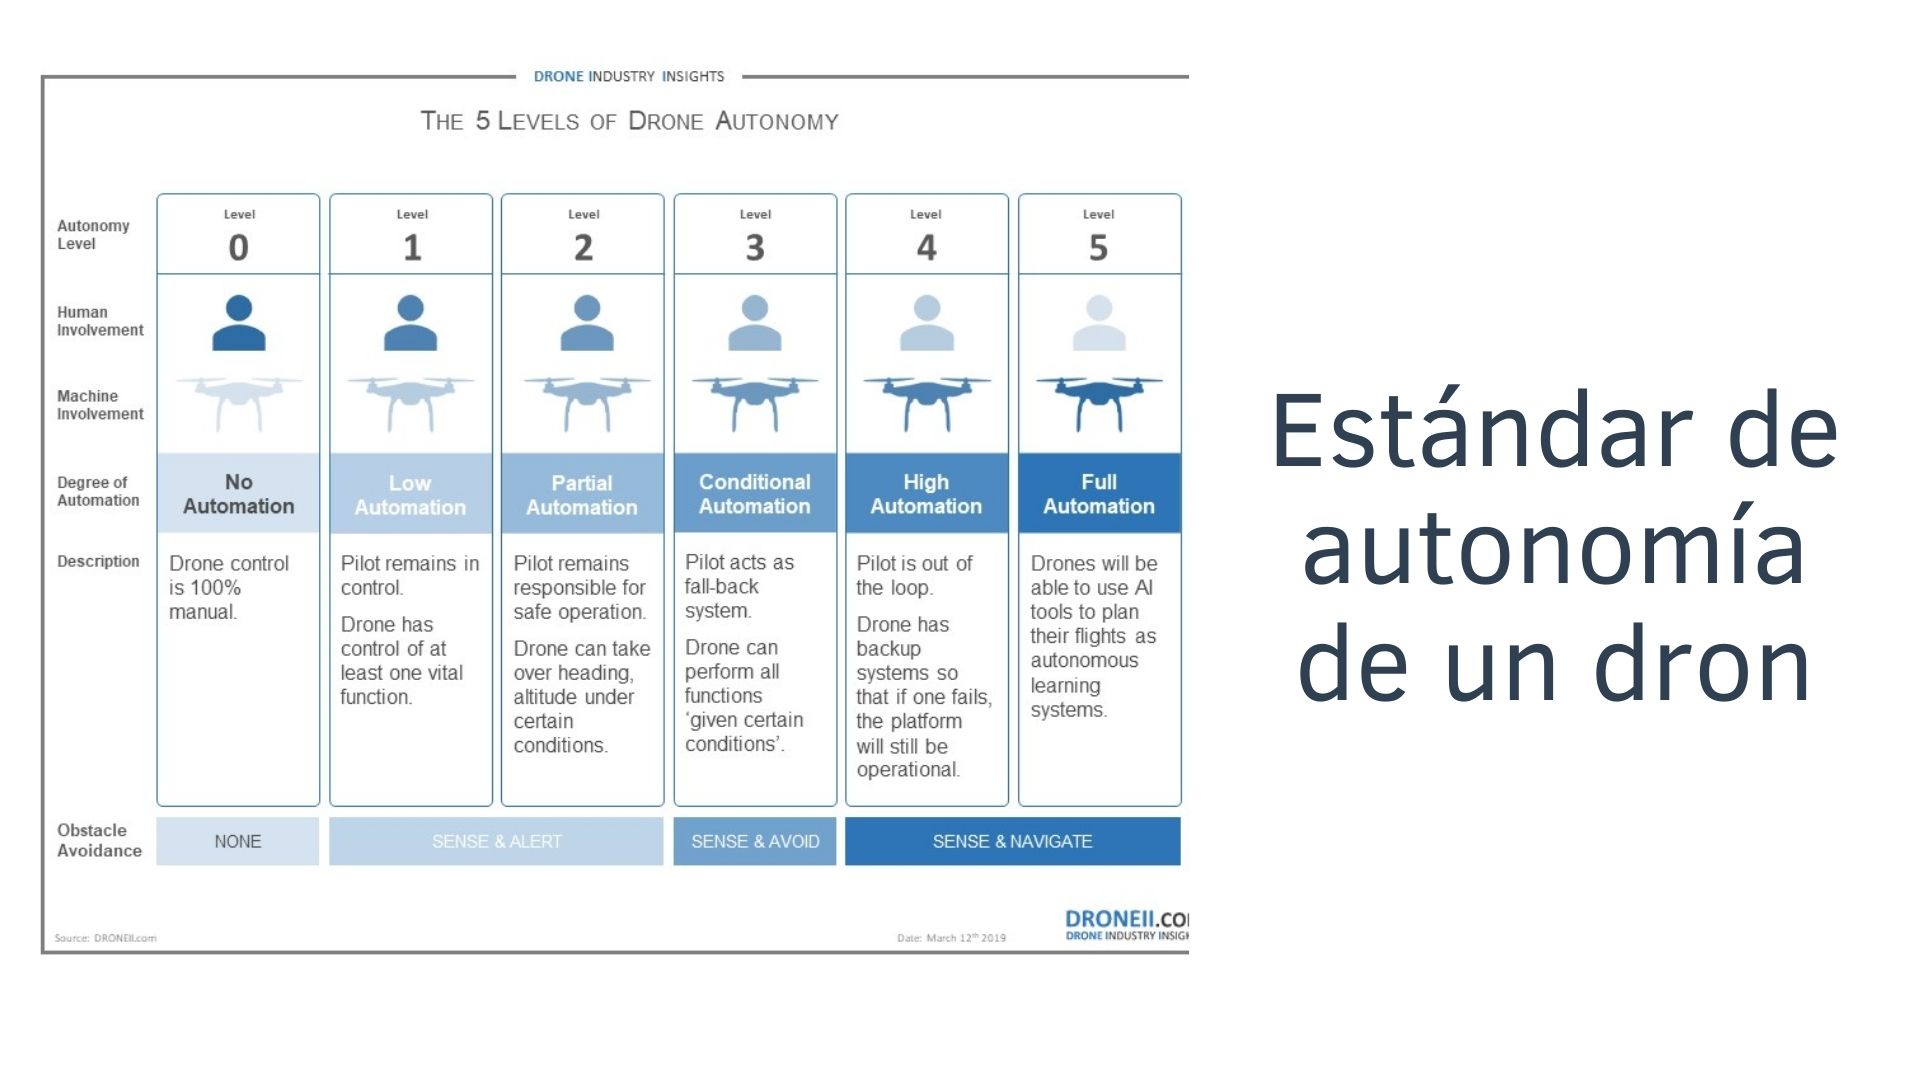 DRONE INDUSTRY INSIGHTS
THE 5 LEVELS OF DRONE AUTONOMY
Autonomy
Level
Level
0
Level
1
Level
2
Level
3
Level
4
Level
5
Human
Involvement
Machine
Involvement
Degree of
Automation
No
Automation
Low
Automation
Partial
Automation
Conditional
Automation
High
Automation
Full
Automation
Description
Drone control
is 100%
manual.
Pilot remains in
control.
Drone has
control of at
least one vital
function.
Pilot remains
responsible for
safe operation.
Drone can take
over heading,
altitude under
certain
conditions.
Pilot acts as
fall-back
system.
Drone can
perform all
functions
‘given certain
conditions’.
Pilot is out of
the loop.
Drone has
backup
systems so
that if one fails,
the platform
will still be
operational.
Drones will be
able to use AI
tools to plan
their flights as
autonomous
learning
systems.
Obstacle
Avoidance
NONE
SENSE & ALERT
SENSE & AVOID
SENSE & NAVIGATE
Source: DRONEII.com
Date: March 12th 2019
DRONEII.co
DRONE INDUSTRY INSIG
Estándar de
autonomía
de un dron